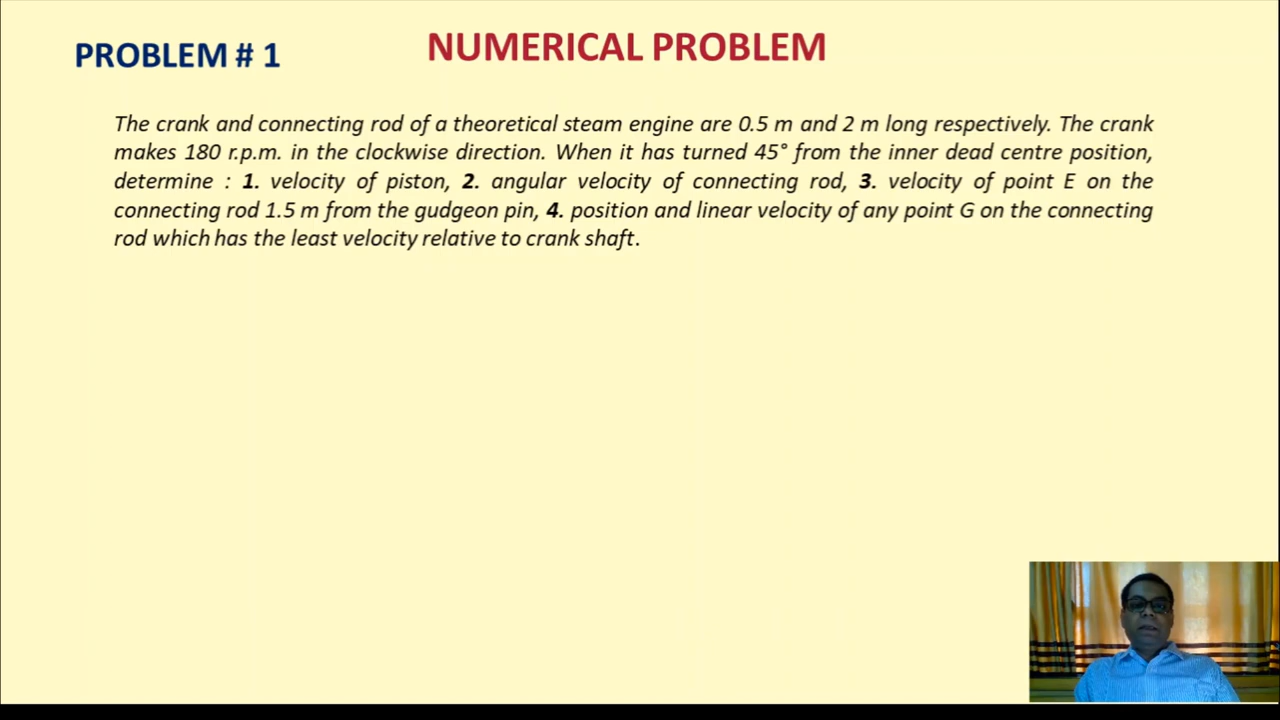 PROBLEM # 1
NUMERICAL PROBLEM
The crank and connecting rod of a theoretical steam engine are 0.5 m and 2 m long respectively. The crank
makes 180 r.p.m. in the clockwise direction. When it has turned 45° from the inner dead centre position,
determine : 1. velocity of piston, 2. angular velocity of connecting rod, 3. velocity of point E on the
connecting rod 1.5 m from the gudgeon pin, 4. position and linear velocity of any point G on the connecting
rod which has the least velocity relative to crank shaft.